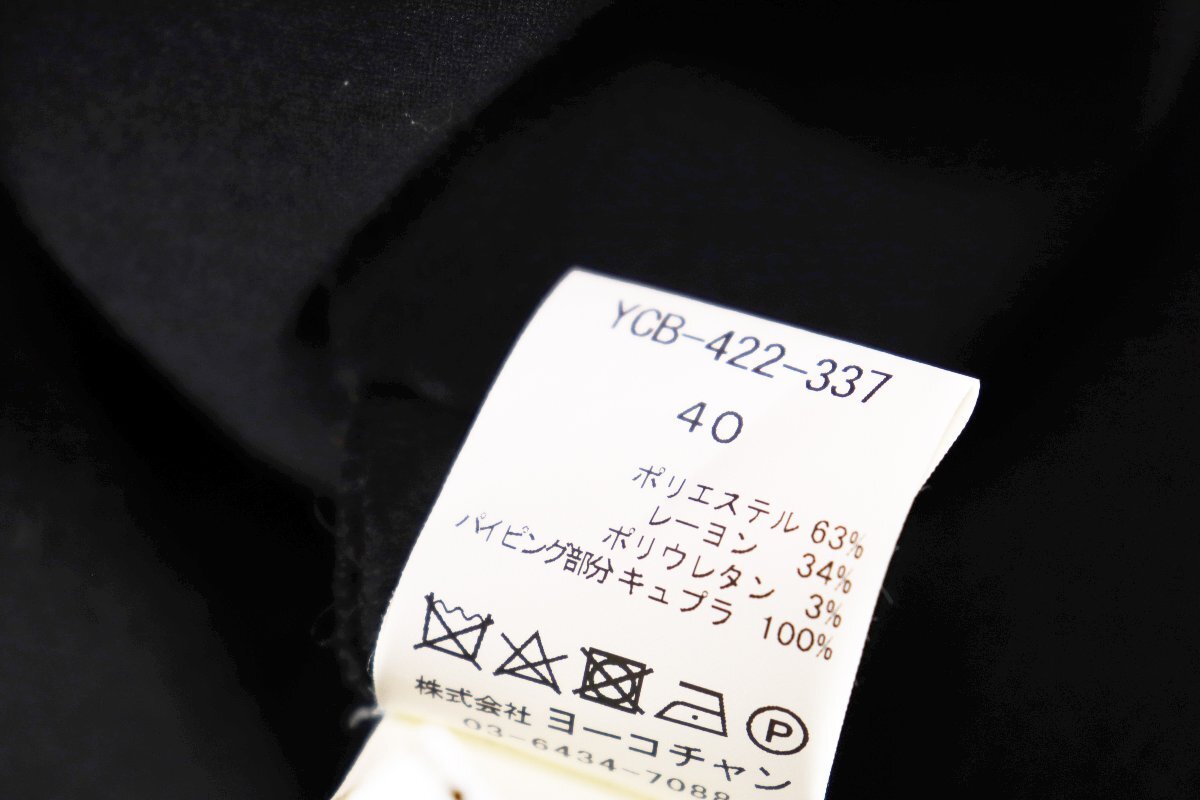 YCB-422-337
40
ポリエステル 63%
レーヨン 34%
ポリウレタン 3%
パイピング部分 キュプラ 100%
P
株式会社 ヨーコチャン
03-6434-7088